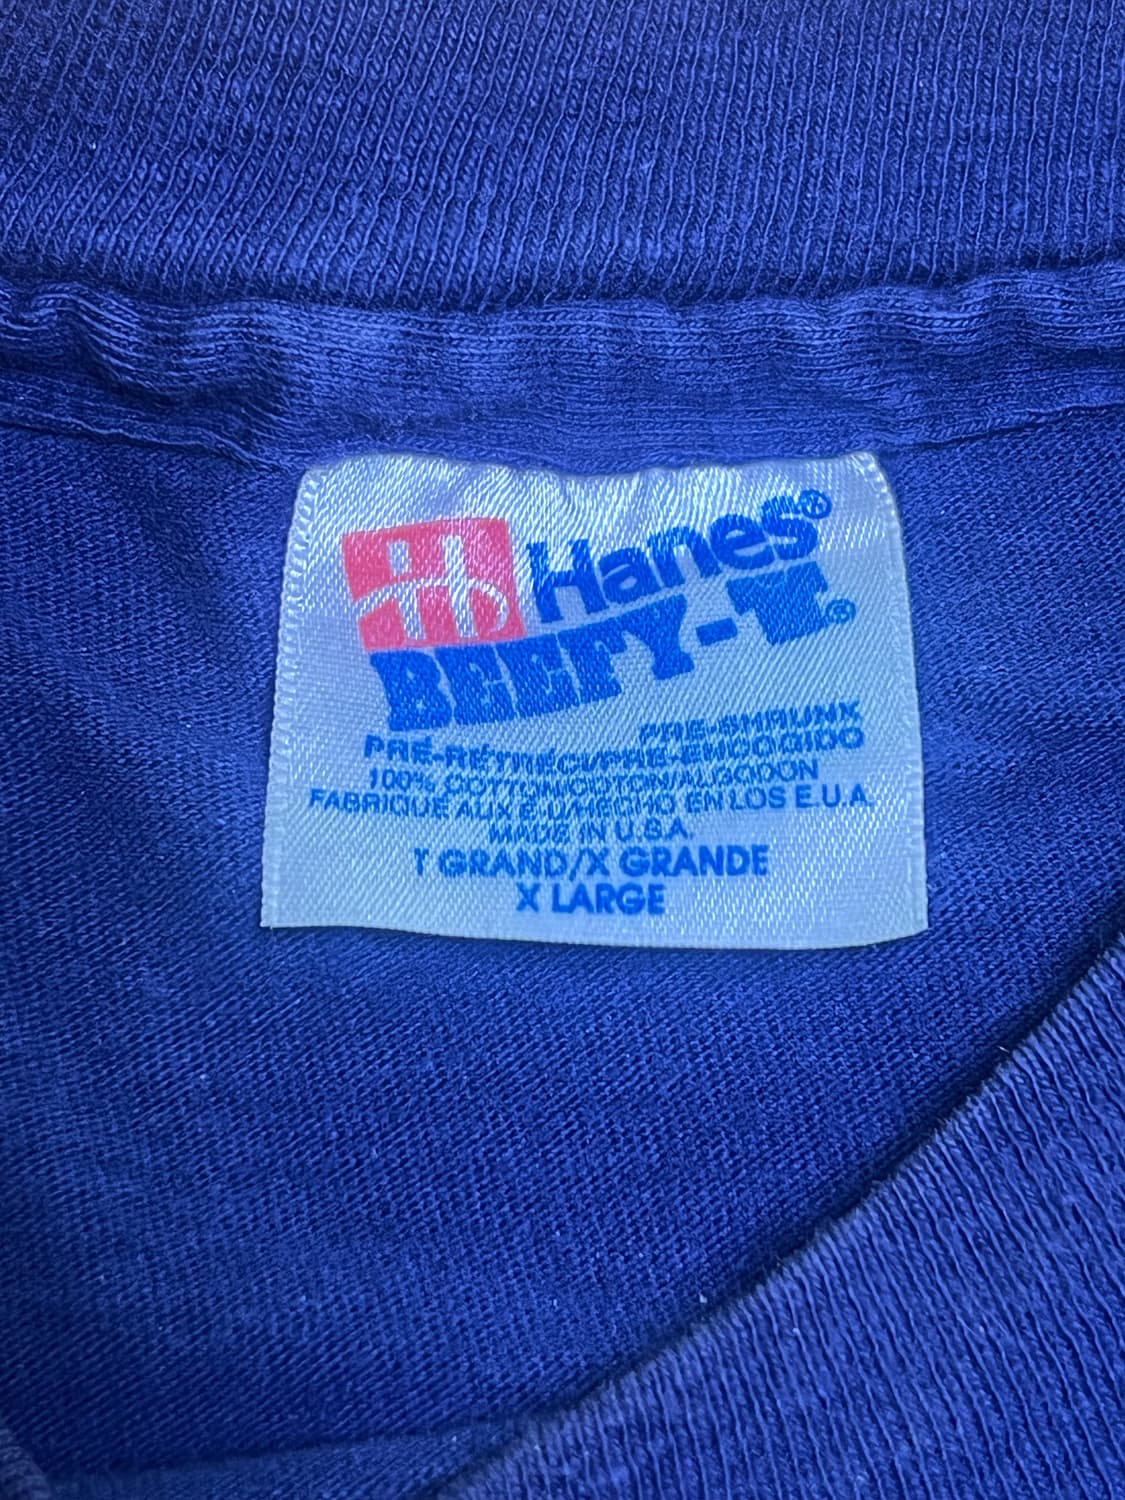 Hanes®
BEEFY-T®
PRE-SHRUNK
PRÉ-RÉTRÉCI/PRE-ENCOGIDO
100% COTTON/COTON/ALGODON
FABRIQUÉ AUX É.U/HECHO EN LOS E.U.A.
MADE IN U.S.A.
T GRAND/X GRANDE
X LARGE